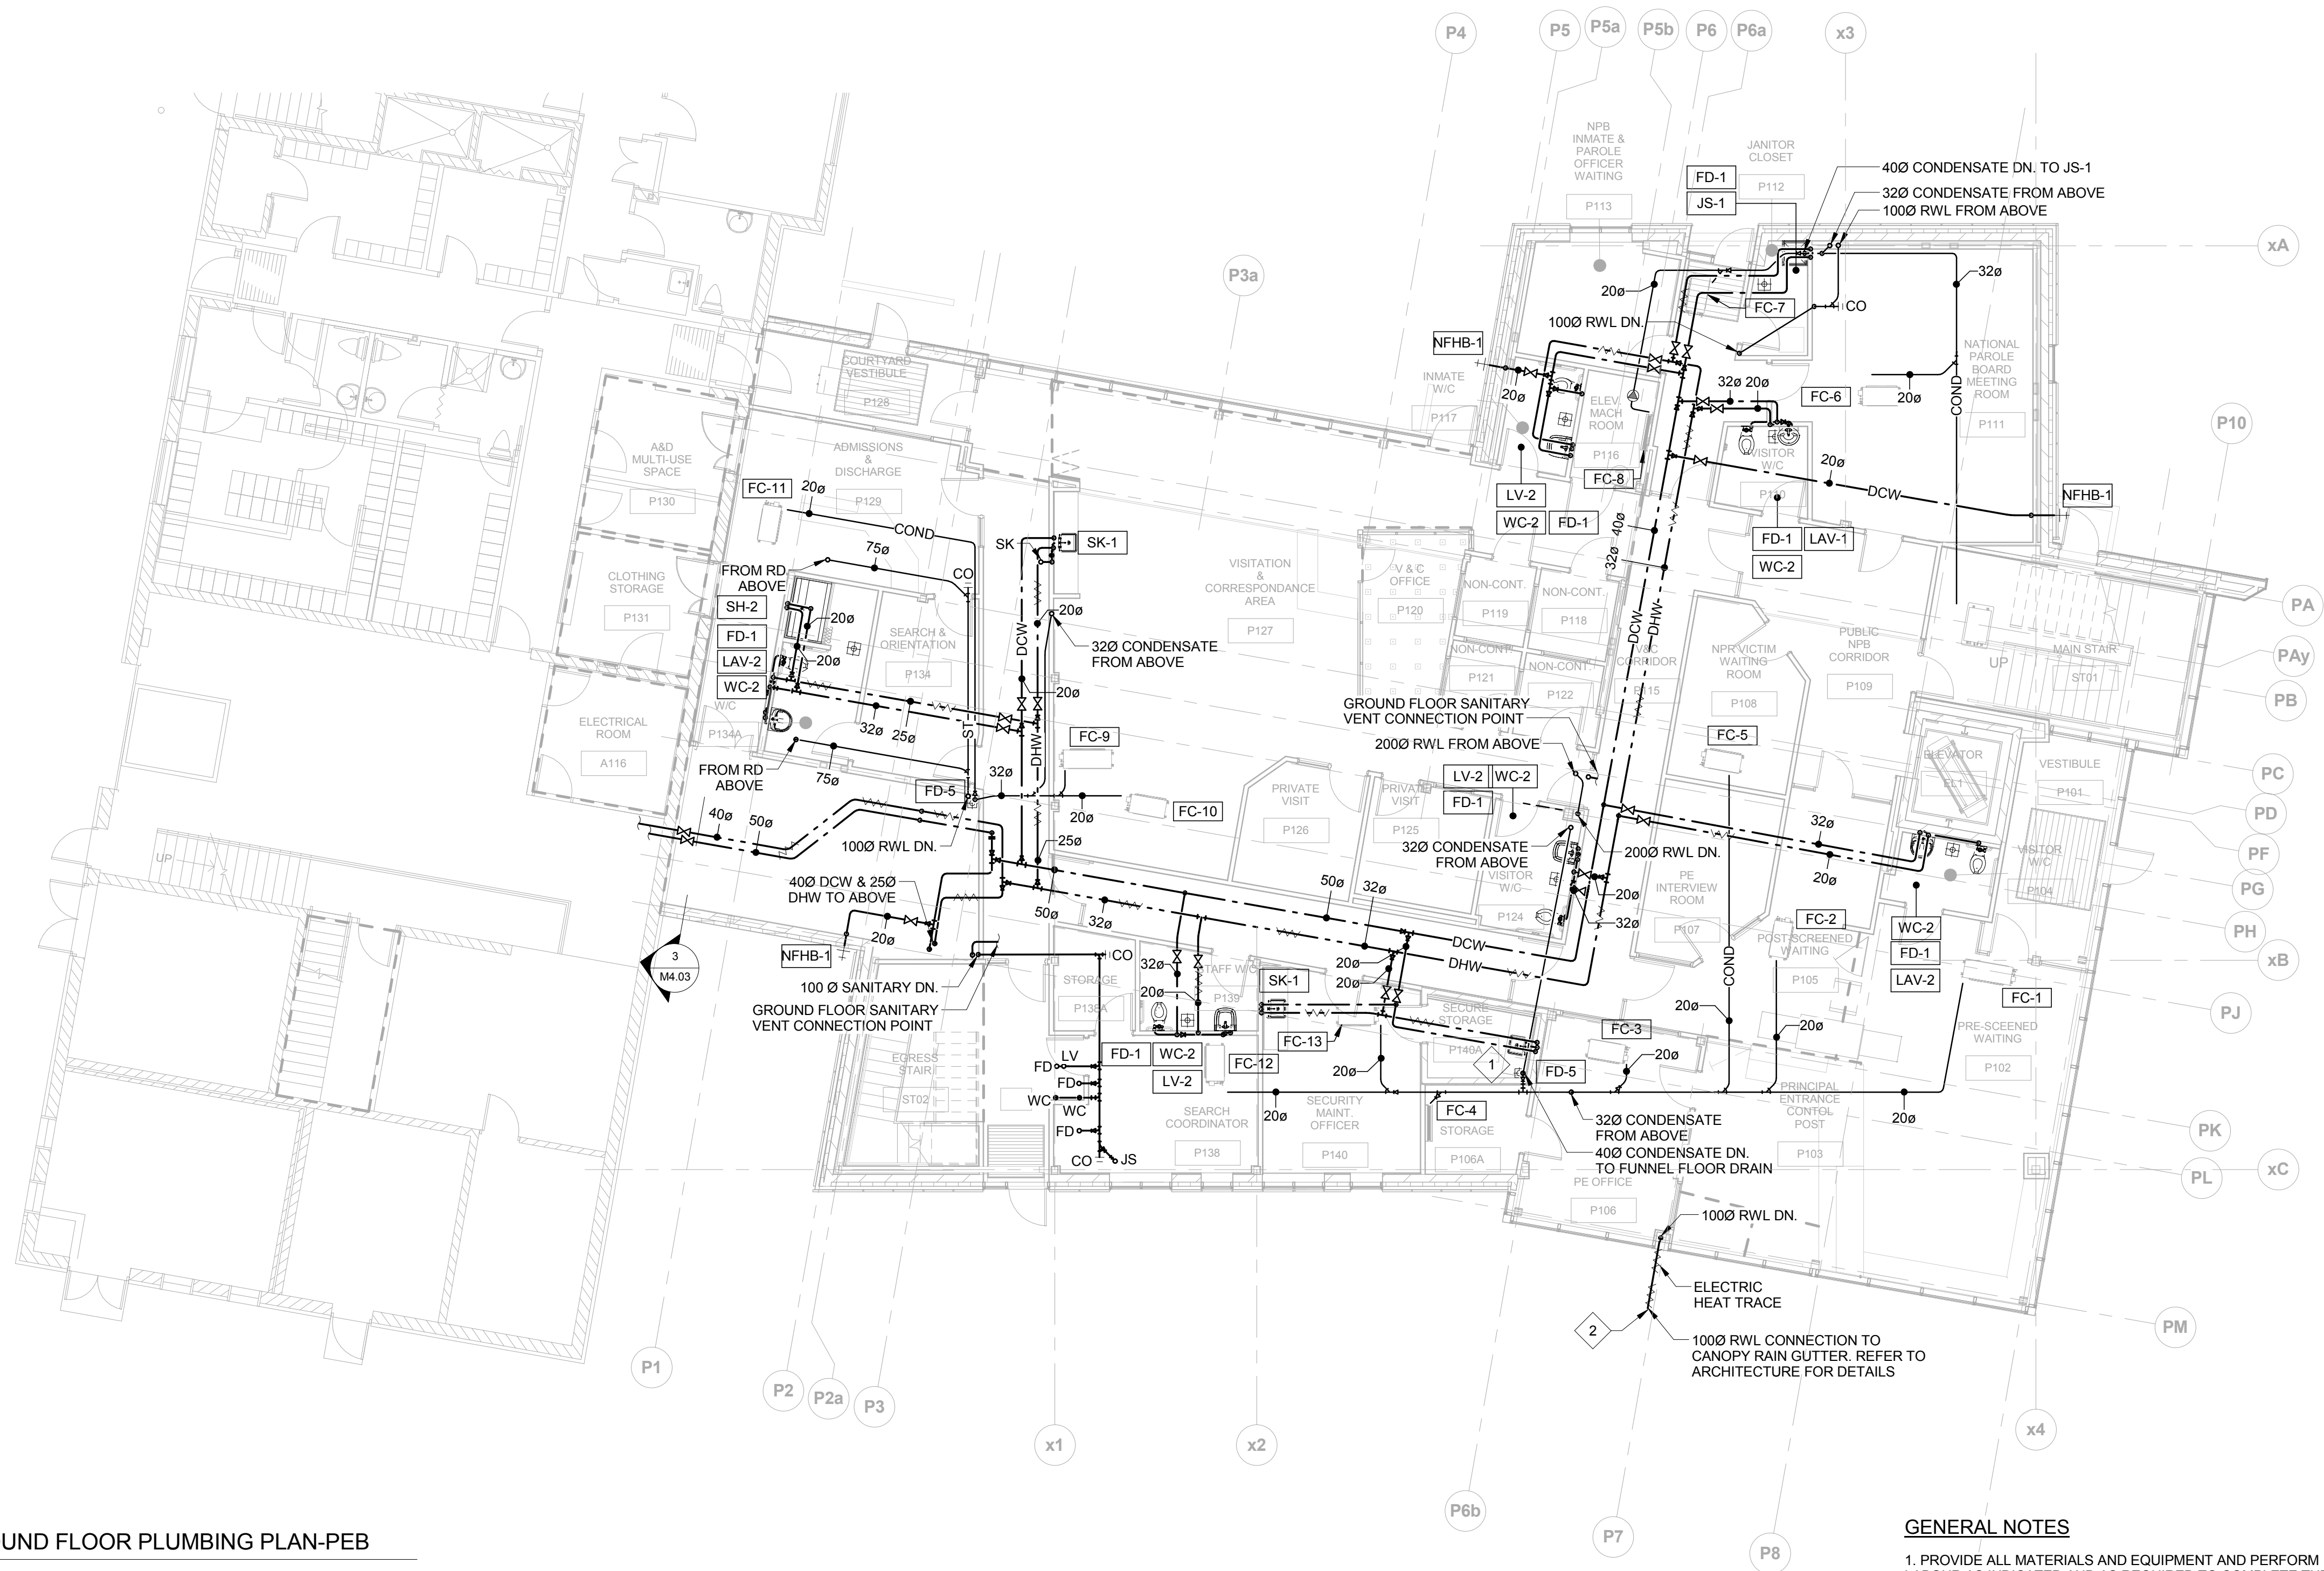 P4
P5
P5a
P5b
P6
P6a
x3
NPB
INMATE &
PAROLE
OFFICER
WAITING
P113
JANITOR
CLOSET
P112
FD-1
JS-1
40Ø CONDENSATE DN. TO JS-1
32Ø CONDENSATE FROM ABOVE
100Ø RWL FROM ABOVE
xA
P3a
20ø
32ø
FC-7
CO
100Ø RWL DN.
NFHB-1
INMATE
W/C
P117
20ø
ELEV.
MACH
ROOM
P116
32ø
20ø
FC-6
20ø
COND
NATIONAL
PAROLE
BOARD
MEETING
ROOM
P111
P10
COURTYARD
VESTIBULE
P128
A&D
MULTI-USE
SPACE
P130
ADMISSIONS
&
DISCHARGE
P129
FC-11
20ø
COND
LV-2
WC-2
FD-1
FC-8
VISITOR
W/C
P110
20ø
DCW
NFHB-1
FD-1
LAV-1
WC-2
40ø
32ø
SK
SK-1
75ø
FROM RD
ABOVE
CO
CLOTHING
STORAGE
P131
SH-2
FD-1
LAV-2
WC-2
W/C
P134A
20ø
20ø
SEARCH &
ORIENTATION
P134
DCW
20ø
32Ø CONDENSATE
FROM ABOVE
20ø
VISITATION
&
CORRESPONDANCE
AREA
P127
V & C
OFFICE
P120
NON-CONT.
P119
NON-CONT.
P118
NON-CONT.
P121
NON-CONT.
P122
DCW
DHW
V&C
CORRIDOR
P115
NPR VICTIM
WAITING
ROOM
P108
PUBLIC
NPB
CORRIDOR
P109
UP
MAIN STAIR
ST01
PA
PAy
PB
ELECTRICAL
ROOM
A116
32ø
25ø
ST
DHW
FC-9
GROUND FLOOR SANITARY
VENT CONNECTION POINT
200Ø RWL FROM ABOVE
FC-5
ELEVATOR
EL1
VESTIBULE
P101
PC
FROM RD
ABOVE
75ø
FD-5
32ø
20ø
FC-10
PRIVATE
VISIT
P126
PRIVATE
VISIT
P125
LV-2
WC-2
FD-1
32Ø CONDENSATE
FROM ABOVE
200Ø RWL DN.
32ø
20ø
PD
PF
PG
40ø
50ø
UP
100Ø RWL DN.
25ø
VISITOR
W/C
P124
20ø
32ø
PE
INTERVIEW
ROOM
P107
VISITOR
W/C
P104
PH
40Ø DCW & 25Ø
DHW TO ABOVE
50ø
32ø
50ø
32ø
20ø
NFHB-1
DCW
DHW
FC-2
POST-SCREENED
WAITING
P105
WC-2
FD-1
LAV-2
xB
3
M4.03
100 Ø SANITARY DN.
GROUND FLOOR SANITARY
VENT CONNECTION POINT
CO
STORAGE
P138A
32ø
20ø
STAFF W/C
P139
SK-1
20ø
20ø
SECURE
STORAGE
P140A
COND
20ø
20ø
FC-1
PJ
PRE-SCEENED
WAITING
P102
EGRESS
STAIR
ST02
LV
FD
FD
WC
WC
FD
CO
JS
FD-1
WC-2
LV-2
FC-12
FC-13
20ø
1
FC-3
20ø
FD-5
20ø
SEARCH
COORDINATOR
P138
SECURITY
MAINT.
OFFICER
P140
FC-4
STORAGE
P106A
32Ø CONDENSATE
FROM ABOVE
40Ø CONDENSATE DN.
TO FUNNEL FLOOR DRAIN
PE OFFICE
P106
PRINCIPAL
ENTRANCE
CONTOL
POST
P103
20ø
PK
PL
xC
100Ø RWL DN.
ELECTRIC
HEAT TRACE
2
100Ø RWL CONNECTION TO
CANOPY RAIN GUTTER. REFER TO
ARCHITECTURE FOR DETAILS
PM
P1
P2
P2a
P3
x1
x2
x4
P6b
P7
P8
UND FLOOR PLUMBING PLAN-PEB
GENERAL NOTES
1. PROVIDE ALL MATERIALS AND EQUIPMENT AND PERFORM